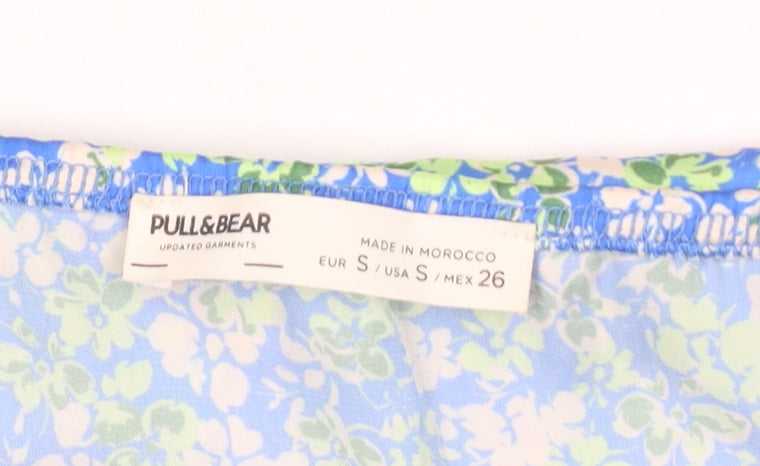 PULL&BEAR
UPDATED GARMENTS
MADE IN MOROCCO
EUR S / USA S / MEX 26